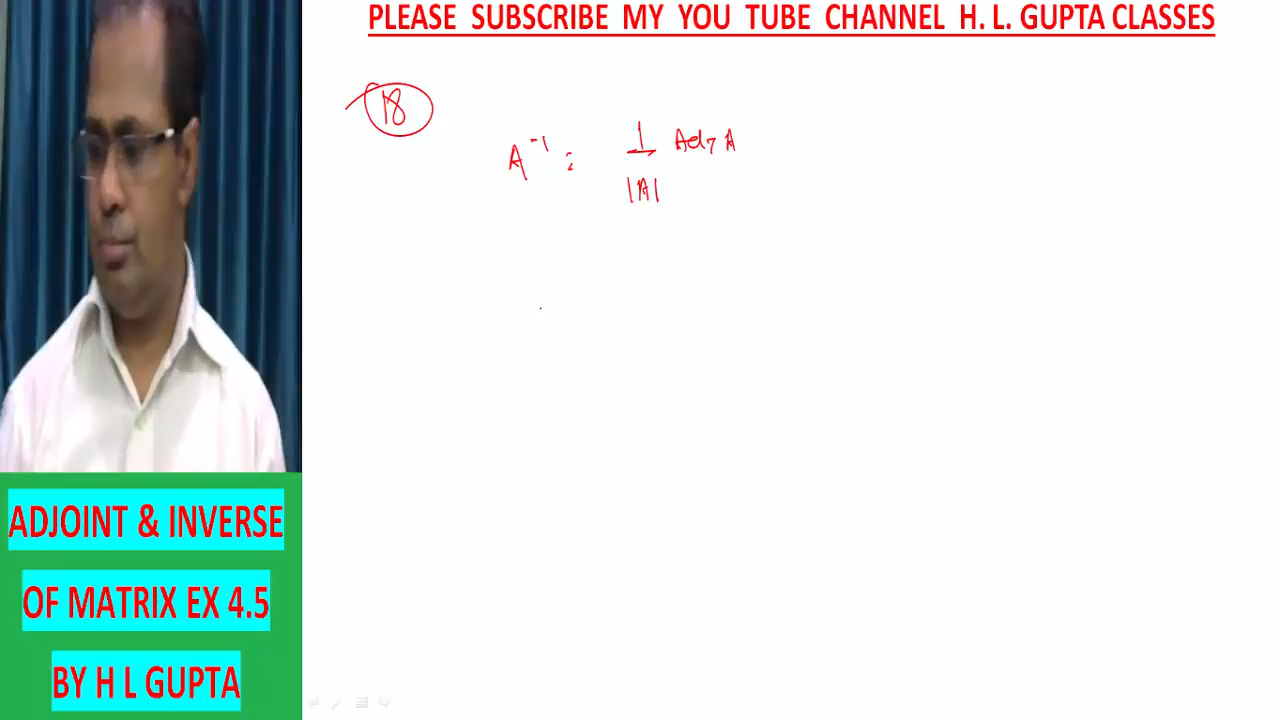 PLEASE SUBSCRIBE MY YOU TUBE CHANNEL H. L. GUPTA CLASSES
18
A⁻¹ = 1/|A| Adj A
ADJOINT & INVERSE
OF MATRIX EX 4.5
BY H L GUPTA